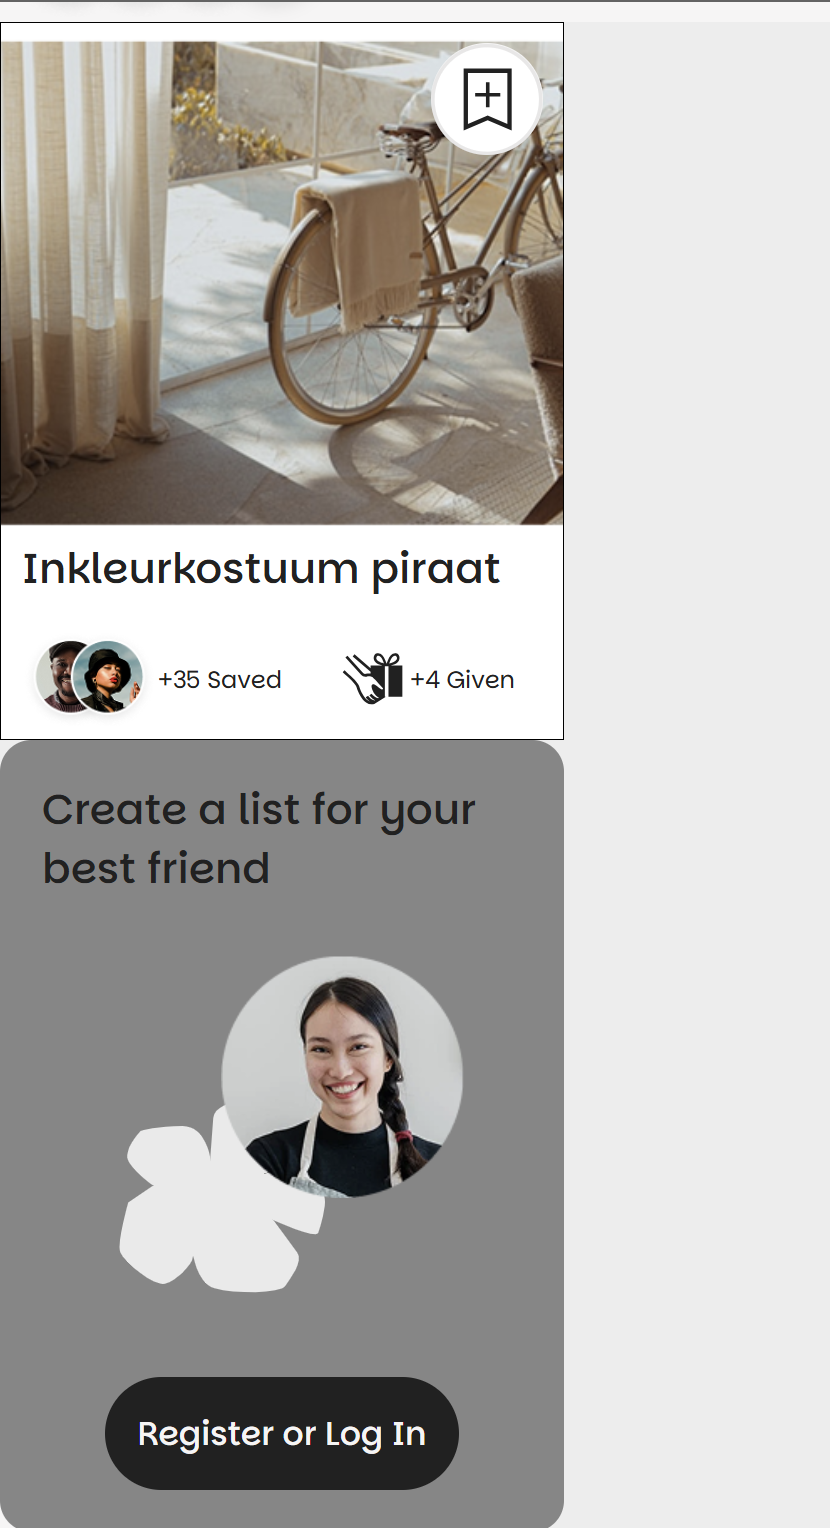 Inkleurkostuum piraat
+35 Saved
+4 Given
Create a list for your
best friend
Register or Log In